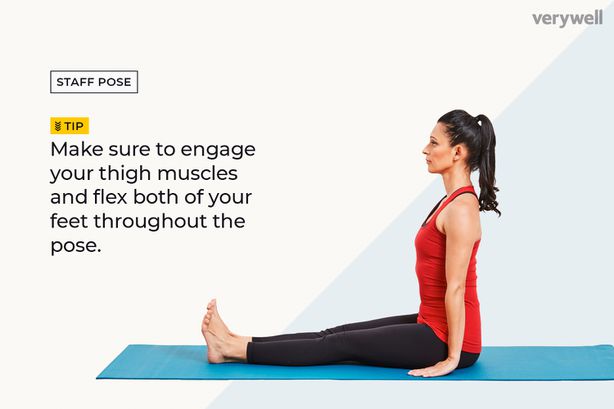 verywell
STAFF POSE
TIP
Make sure to engage
your thigh muscles
and flex both of your
feet throughout the
pose.